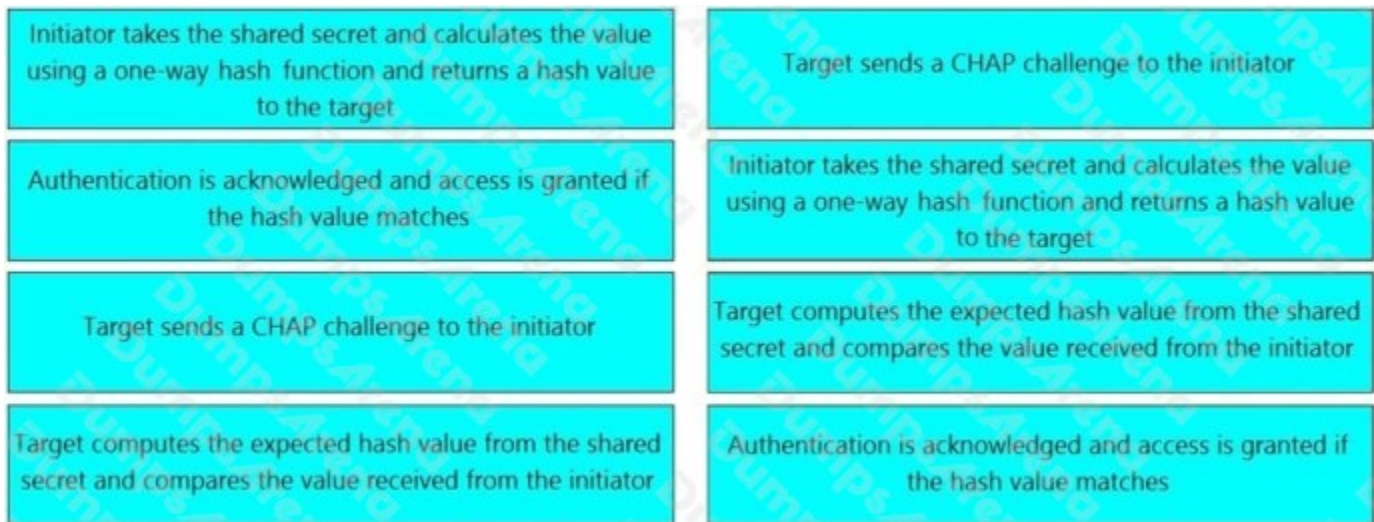 Initiator takes the shared secret and calculates the value
using a one-way hash function and returns a hash value
to the target
Authentication is acknowledged and access is granted if
the hash value matches
Target sends a CHAP challenge to the initiator
Target computes the expected hash value from the shared
secret and compares the value received from the initiator
Target sends a CHAP challenge to the initiator
Initiator takes the shared secret and calculates the value
using a one-way hash function and returns a hash value
to the target
Target computes the expected hash value from the shared
secret and compares the value received from the initiator
Authentication is acknowledged and access is granted if
the hash value matches
DumpsArena